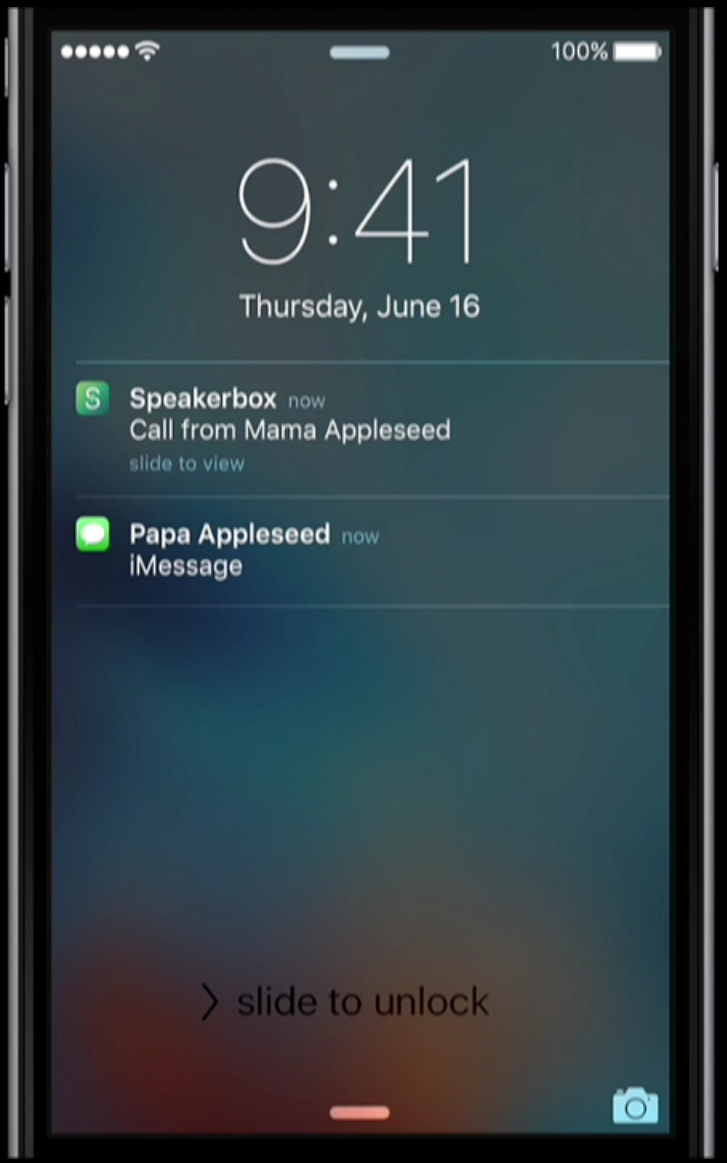 100%
9:41
Thursday, June 16
S
Speakerbox now
Call from Mama Appleseed
slide to view
Papa Appleseed now
iMessage
> slide to unlock